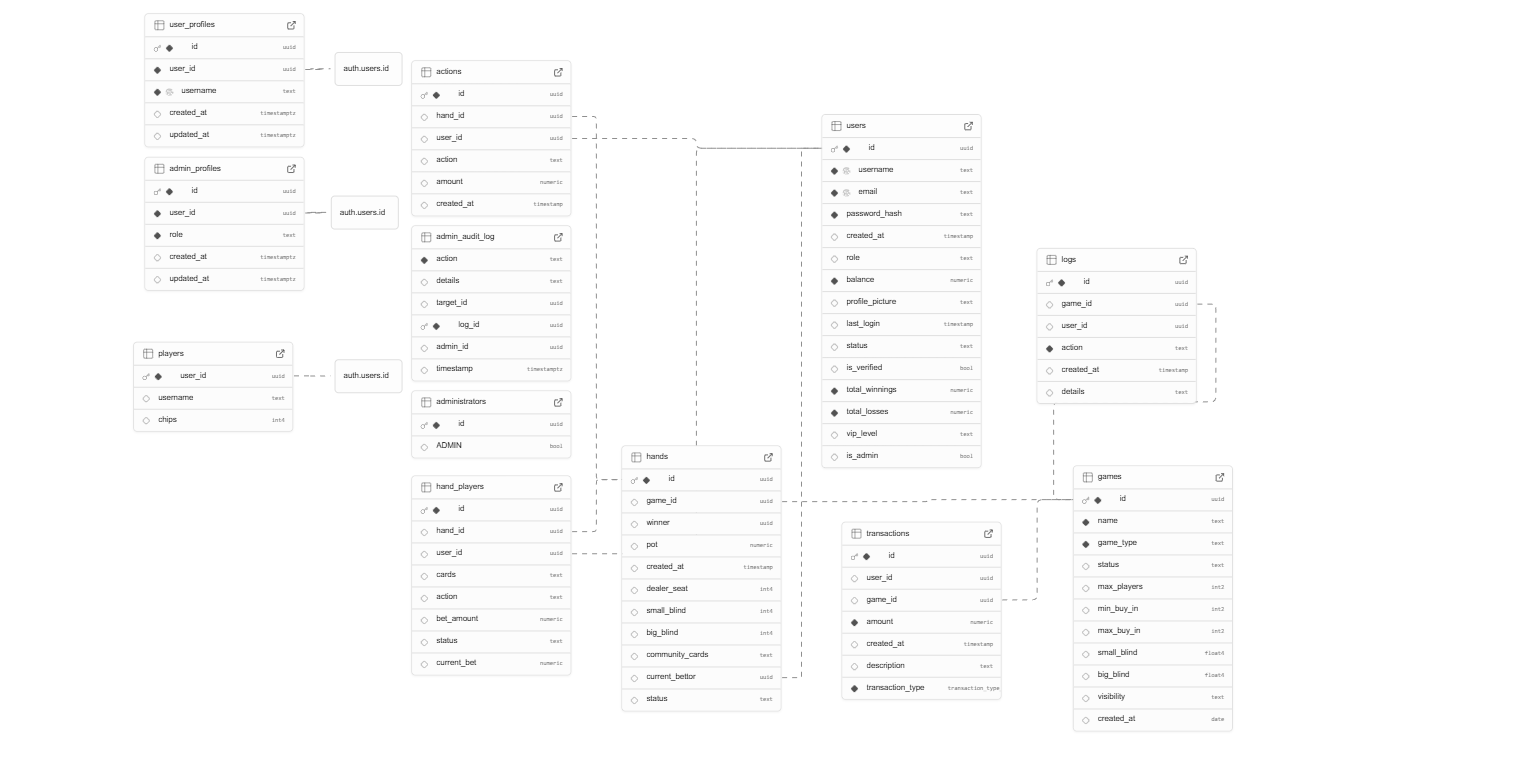 user_profiles
id uuid
user_id uuid
username text
created_at timestamptz
updated_at timestamptz
auth.users.id
admin_profiles
id uuid
user_id uuid
role text
created_at timestamptz
updated_at timestamptz
auth.users.id
players
user_id uuid
username text
chips int4
auth.users.id
actions
id uuid
hand_id uuid
user_id uuid
action text
amount numeric
created_at timestamp
admin_audit_log
action text
details text
target_id uuid
log_id uuid
admin_id uuid
timestamp timestamptz
administrators
id uuid
ADMIN bool
hand_players
id uuid
hand_id uuid
user_id uuid
cards text
action text
bet_amount numeric
status text
current_bet numeric
hands
id uuid
game_id uuid
winner uuid
pot numeric
created_at timestamp
dealer_seat int4
small_blind int4
big_blind int4
community_cards text
current_bettor uuid
status text
users
id uuid
username text
email text
password_hash text
created_at timestamp
role text
balance numeric
profile_picture text
last_login timestamp
status text
is_verified bool
total_winnings numeric
total_losses numeric
vip_level text
is_admin bool
transactions
id uuid
user_id uuid
game_id uuid
amount numeric
created_at timestamp
description text
transaction_type transaction_type
logs
id uuid
game_id uuid
user_id uuid
action text
created_at timestamp
details text
games
id uuid
name text
game_type text
status text
max_players int2
min_buy_in int2
max_buy_in int2
small_blind float4
big_blind float4
visibility text
created_at date